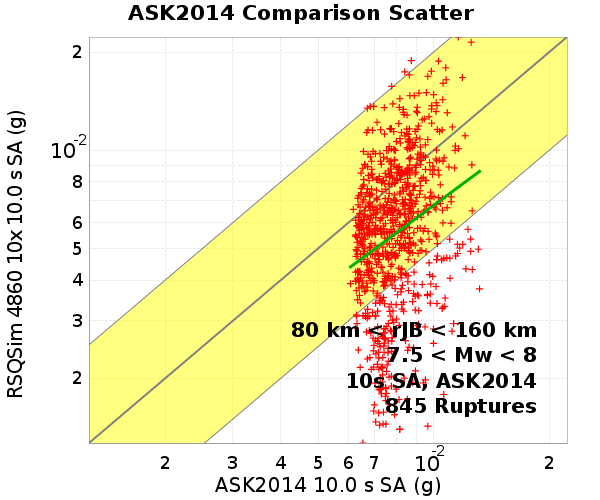 ASK2014 Comparison Scatter
RSQSim 4860 10x 10.0 s SA (g)
2
10-2
8
6
5
4
3
2
80 km < rJB < 160 km
7.5 < Mw < 8
10s SA, ASK2014
845 Ruptures
2 3 4 5 6 7 10-2 2
ASK2014 10.0 s SA (g)